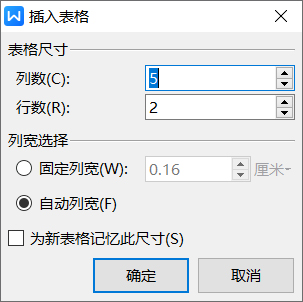 插入表格
表格尺寸
列数(C): 5
行数(R): 2
列宽选择
固定列宽(W): 0.16 厘米
自动列宽(F)
为新表格记忆此尺寸(S)
确定 取消